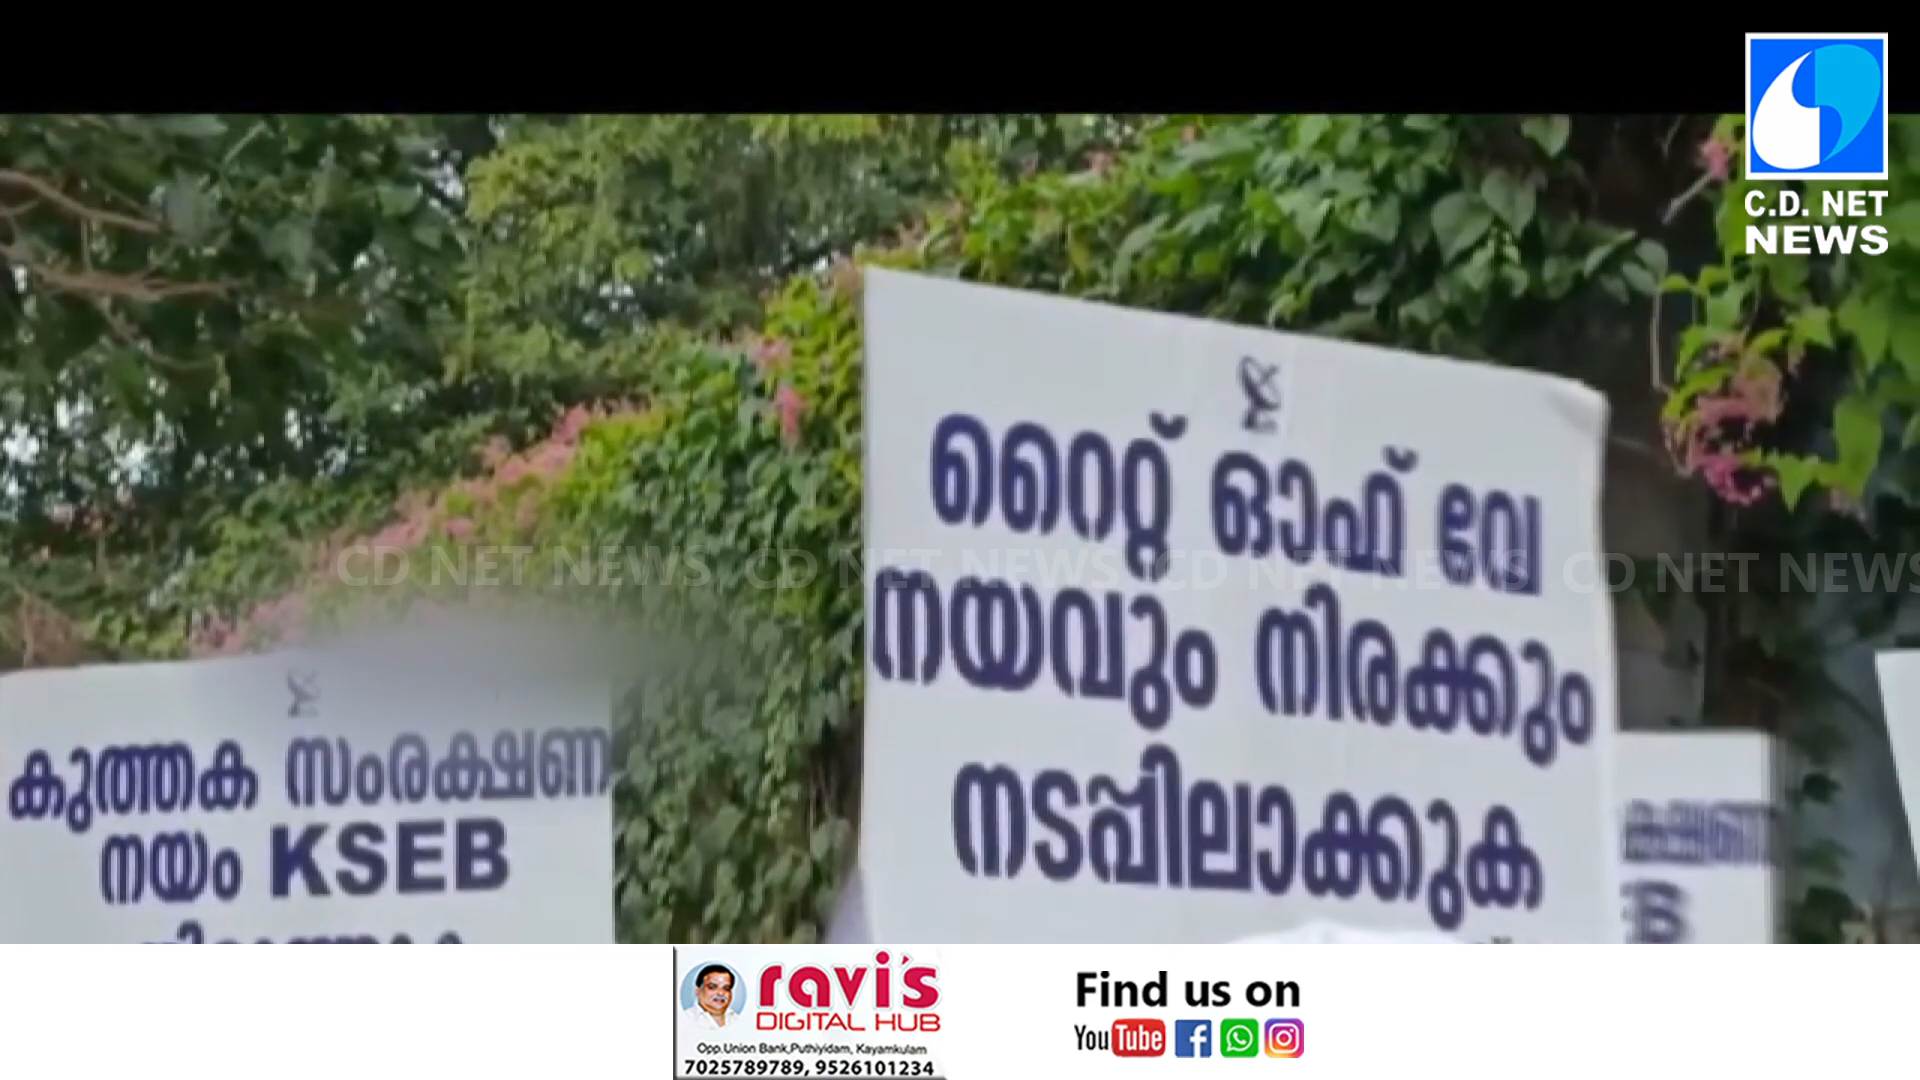 C.D. NET
NEWS
റൈറ്റ് ഓഫ് വേ
നയവും നിരക്കും
നടപ്പിലാക്കുക
CD NET NEWS CD NET NEWS CD NET NEWS CD NET NEWS
കുത്തക സംരക്ഷണ
നയം KSEB
ravi's
DIGITAL HUB
Opp.Union Bank,Puthiyidam, Kayamkulam
7025789789, 9526101234
Find us on
YouTube